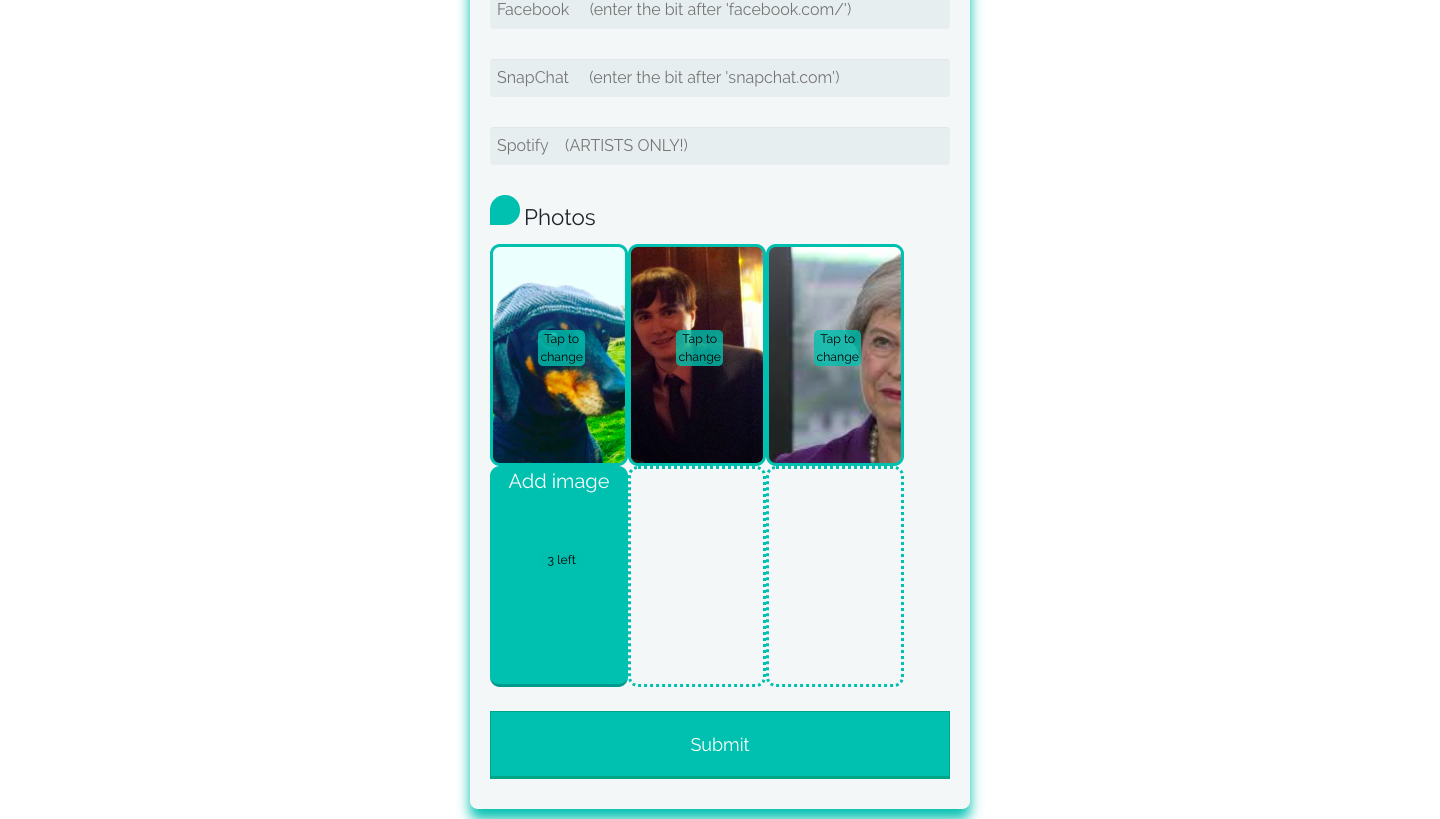 Facebook (enter the bit after 'facebook.com/')
SnapChat (enter the bit after 'snapchat.com')
Spotify (ARTISTS ONLY!)
Photos
Tap to
change
Tap to
change
Tap to
change
Add image
3 left
Submit